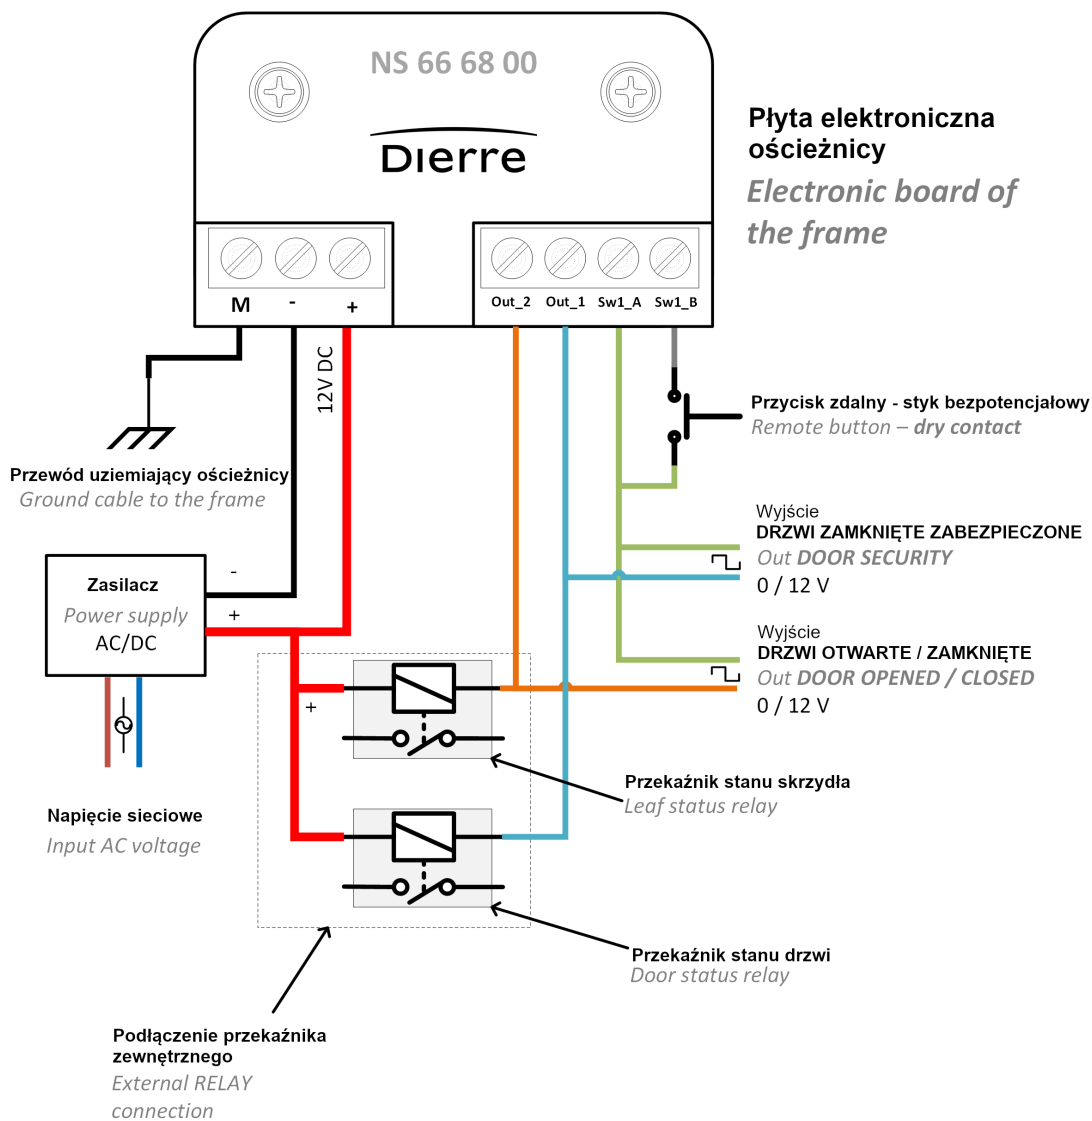 NS 66 68 00
Dierre
Płyta elektroniczna
ościeżnicy
Electronic board of
the frame
M
-
+
Out_2
Out_1
Sw1_A
Sw1_B
12V DC
Przycisk zdalny - styk bezpotencjałowy
Remote button – dry contact
Przewód uziemiający ościeżnicy
Ground cable to the frame
Wyjście
DRZWI ZAMKNIĘTE ZABEZPIECZONE
Out DOOR SECURITY
0 / 12 V
Zasilacz
Power supply
AC/DC
-
+
Wyjście
DRZWI OTWARTE / ZAMKNIĘTE
Out DOOR OPENED / CLOSED
0 / 12 V
+
Przekaźnik stanu skrzydła
Leaf status relay
Napięcie sieciowe
Input AC voltage
Przekaźnik stanu drzwi
Door status relay
Podłączenie przekaźnika
zewnętrznego
External RELAY
connection